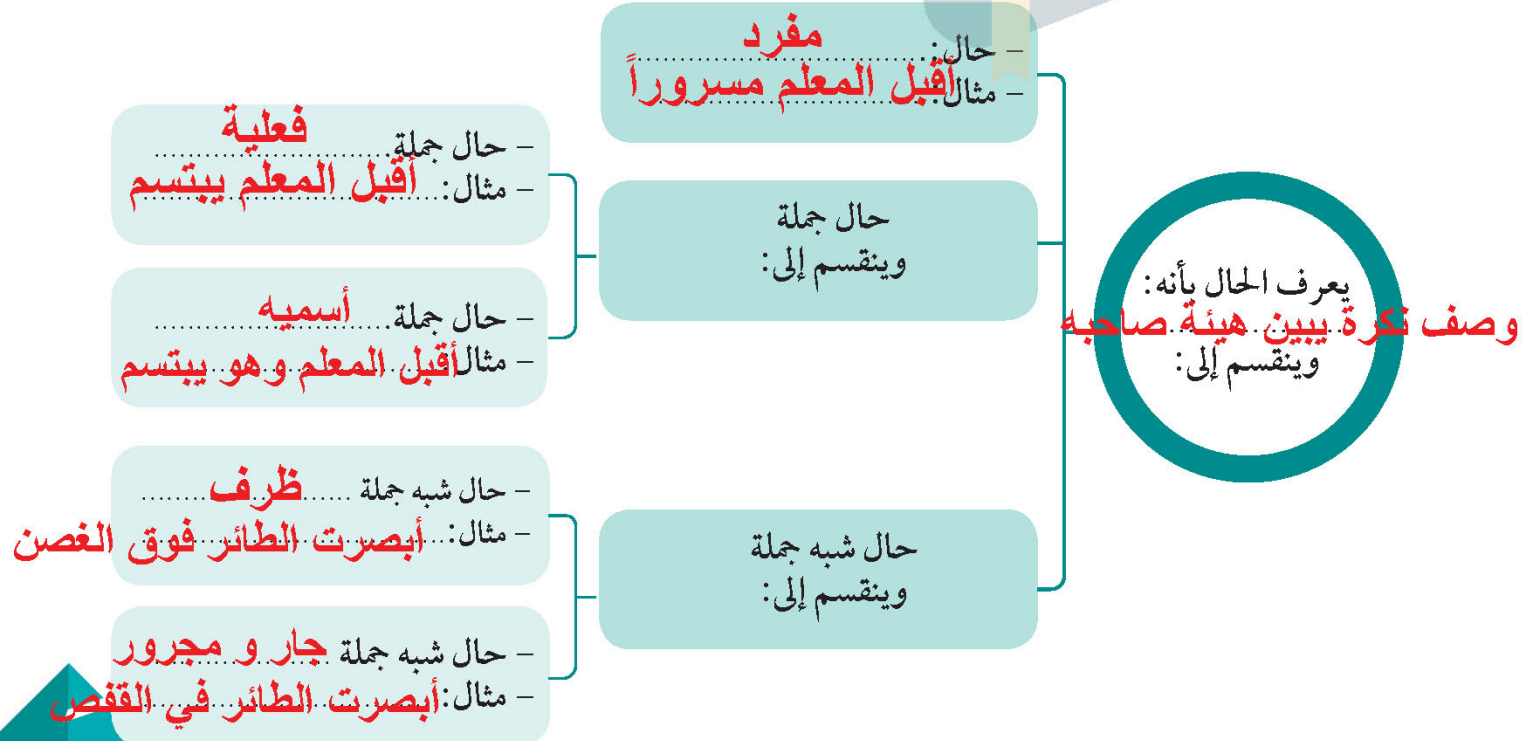 يعرف الحال بأنه:
وصف نكرة يبين هيئة صاحبه
وينقسم إلى:
– حال: مفرد
– مثال: أقبل المعلم مسروراً
حال جملة
وينقسم إلى:
– حال جملة فعلية
– مثال: أقبل المعلم يبتسم
– حال جملة أسميه
– مثال أقبل المعلم وهو يبتسم
حال شبه جملة
وينقسم إلى:
– حال شبه جملة ظرف
– مثال: أبصرت الطائر فوق الغصن
– حال شبه جملة جار و مجرور
– مثال: أبصرت الطائر في القفص